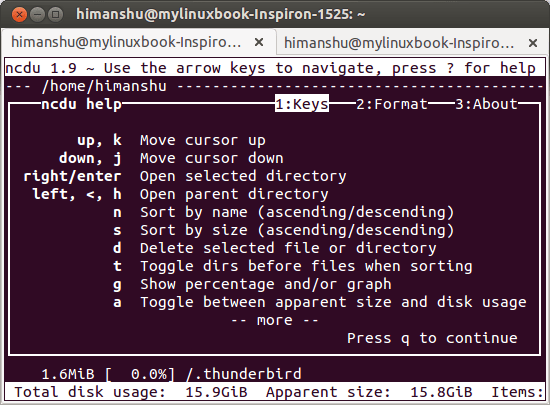 himanshu@mylinuxbook-Inspiron-1525: ~
himanshu@mylinuxbook-Inspiro... himanshu@mylinuxbook-Inspiro...
ncdu 1.9 ~ Use the arrow keys to navigate, press ? for help
--- /home/himanshu -----------------------------------------
ncdu help 1:Keys 2:Format 3:About
up, k Move cursor up
down, j Move cursor down
right/enter Open selected directory
left, <, h Open parent directory
n Sort by name (ascending/descending)
s Sort by size (ascending/descending)
d Delete selected file or directory
t Toggle dirs before files when sorting
g Show percentage and/or graph
a Toggle between apparent size and disk usage
-- more --
Press q to continue
1.6MiB [  0.0%] /.thunderbird
Total disk usage:  15.9GiB  Apparent size:  15.8GiB  Items: